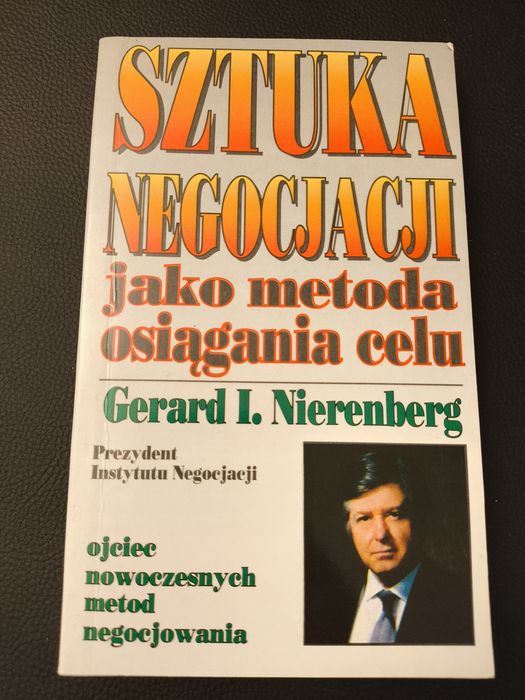 SZTUKA
NEGOCJACJI
jako metoda
osiągania celu
Gerard I. Nierenberg
Prezydent
Instytutu Negocjacji
ojciec
nowoczesnych
metod
negocjowania